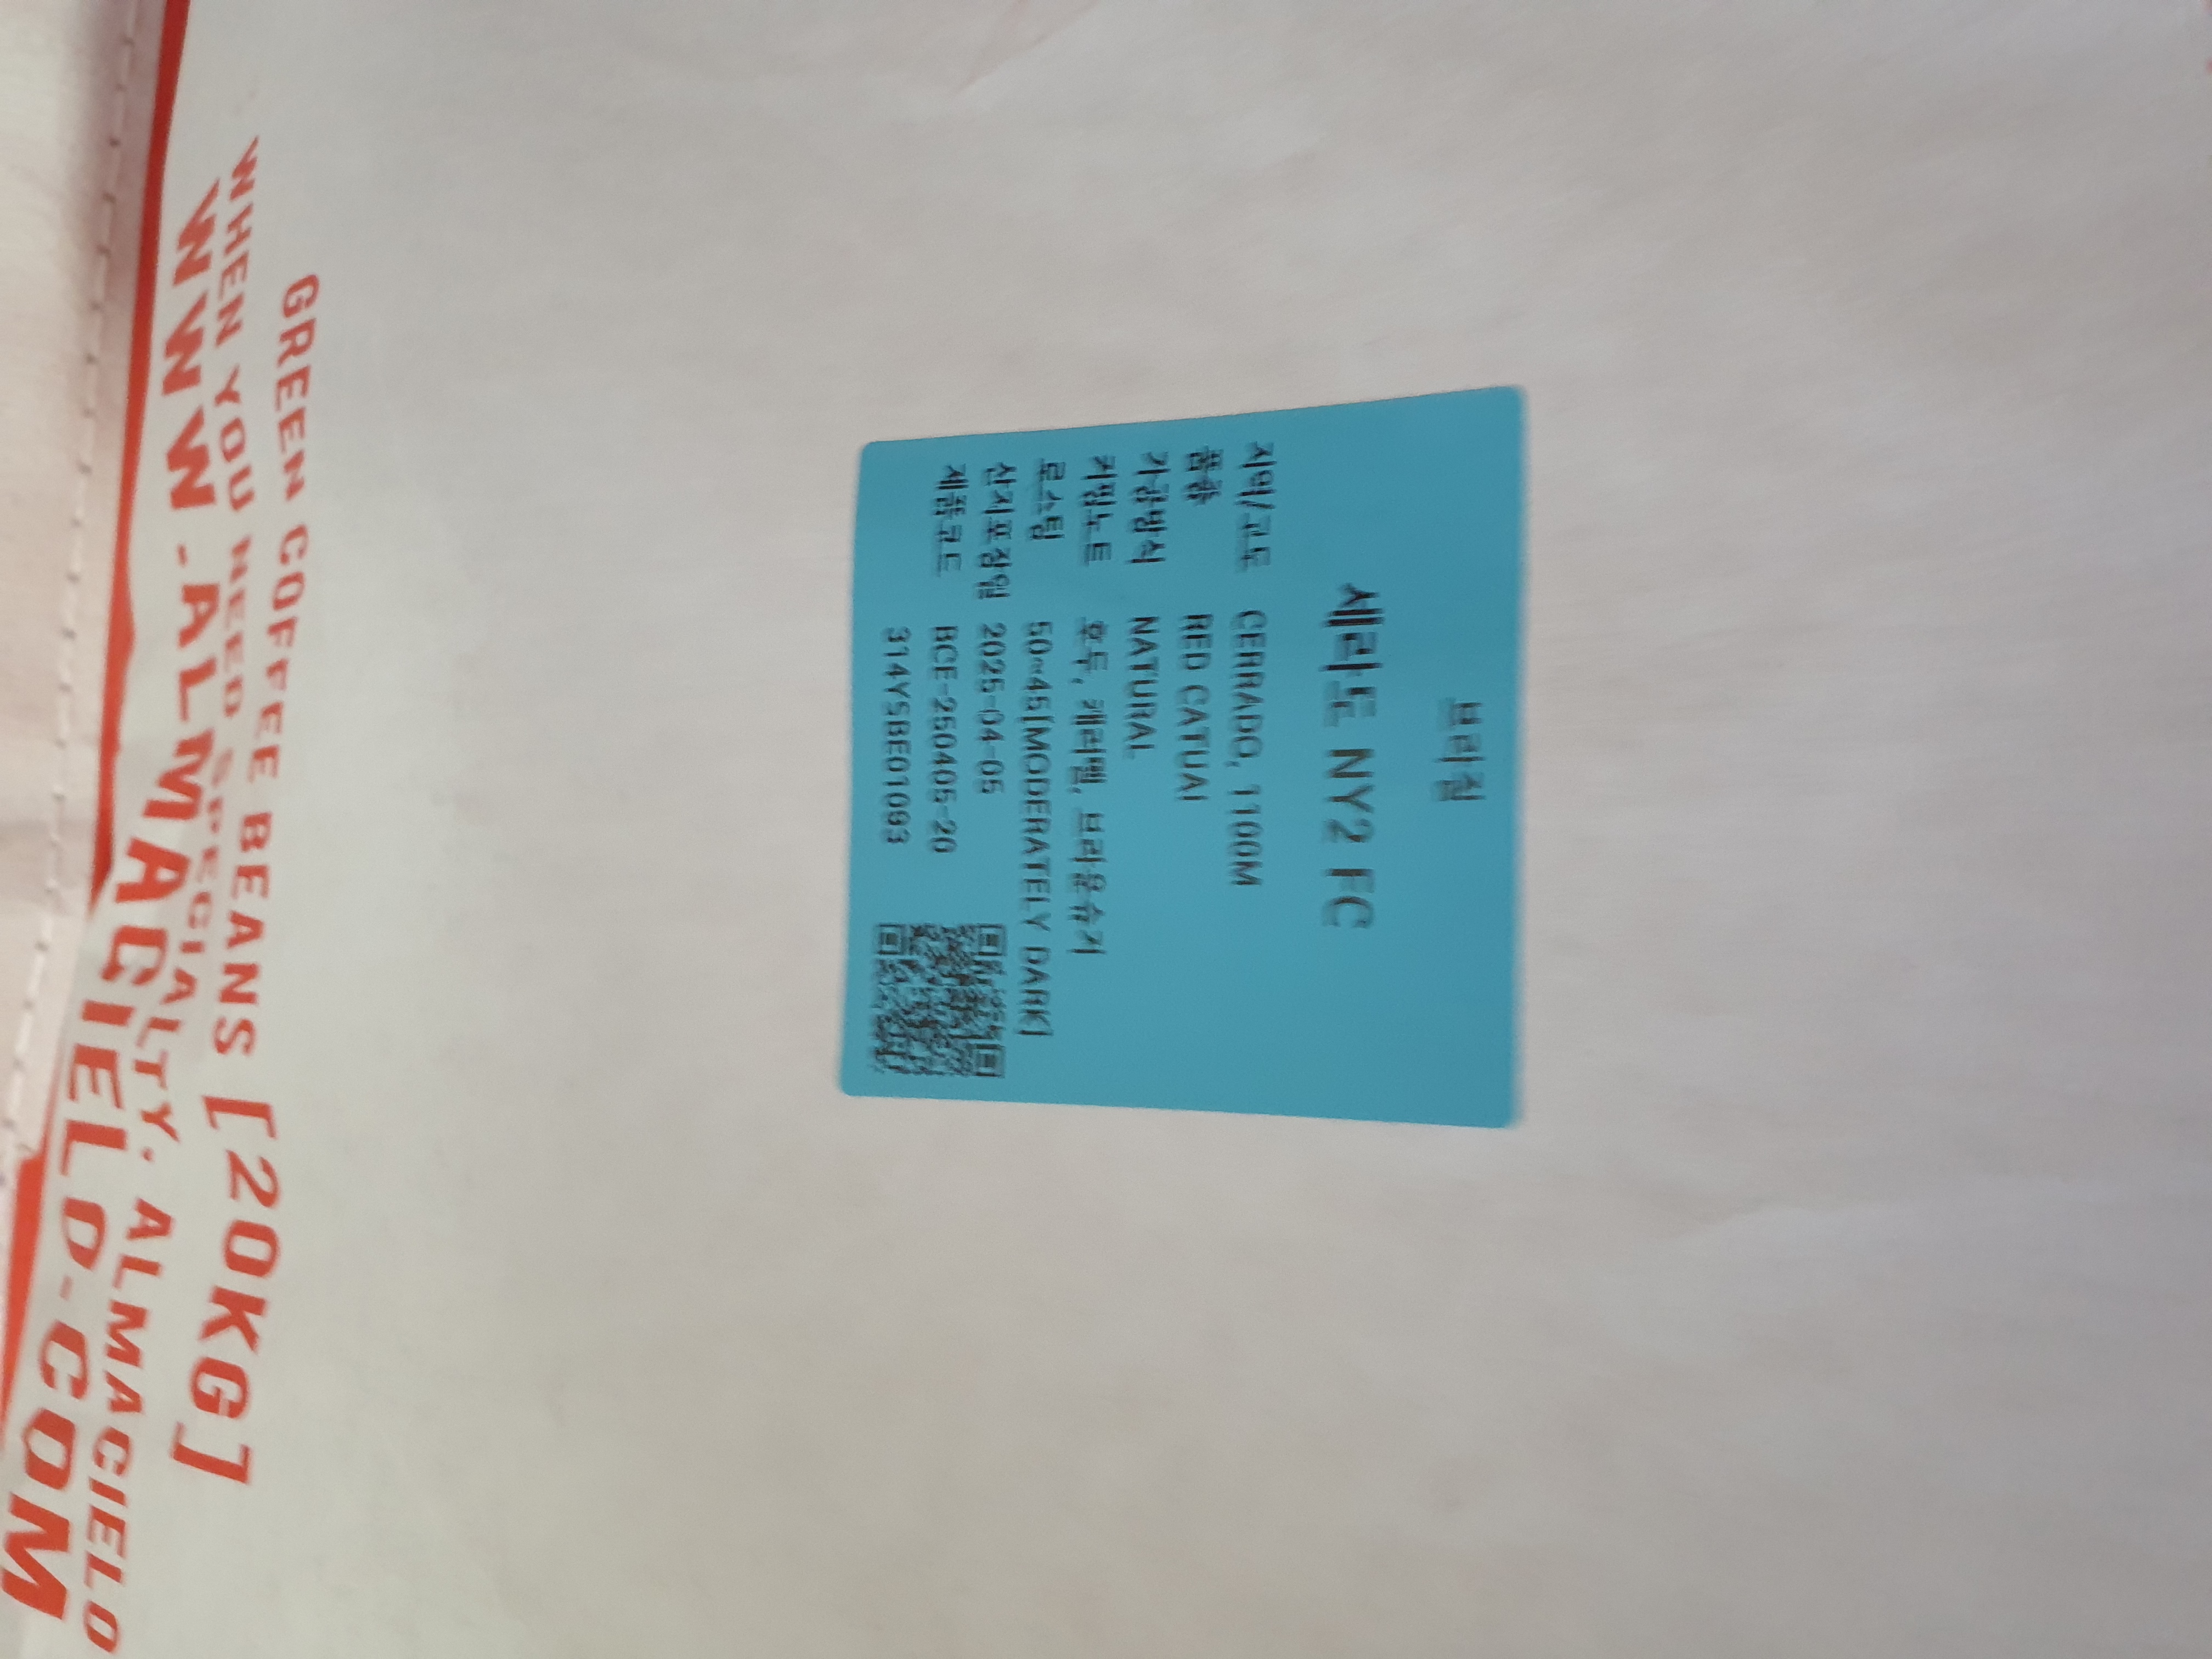 브라질
세라도 NY2 FC
지역/고도 CERRADO, 1100M
품종 RED CATUAI
가공방식 NATURAL
커핑노트 호두, 캐러멜, 브라운슈거
로스팅 50~45[MODERATELY DARK]
산지포장일 2025-04-05
제품코드 BCE-250405-20
314YSBE01093
GREEN COFFEE BEANS [20KG]
WHEN YOU NEED SPECIALTY, ALMACIELO
WWW.ALMACIELO-COM